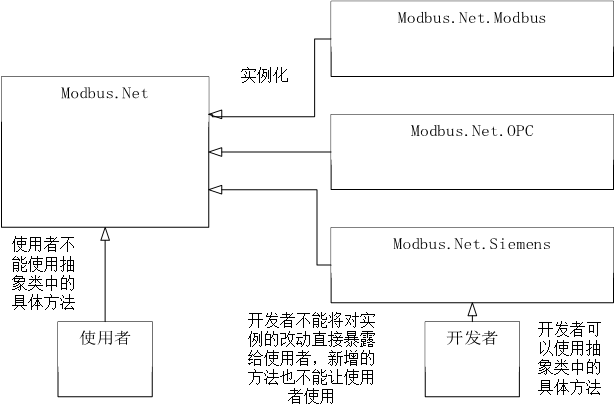 Modbus.Net.Modbus
实例化
Modbus.Net
Modbus.Net.OPC
Modbus.Net.Siemens
使用者不
能使用抽
象类中的
具体方法
使用者
开发者不能将对实
例的改动直接暴露
给使用者，新增的
方法也不能让使用
者使用
开发者
开发者可
以使用抽
象类中的
具体方法